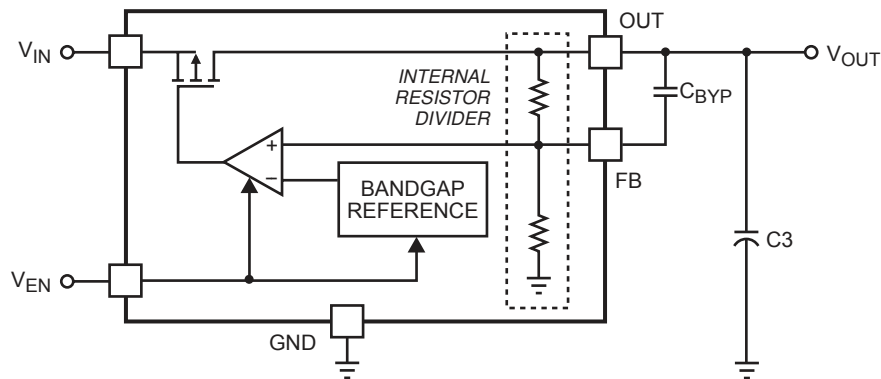 OUT
V_IN
V_OUT
INTERNAL
RESISTOR
DIVIDER
C_BYP
+
−
FB
BANDGAP
REFERENCE
C3
V_EN
GND